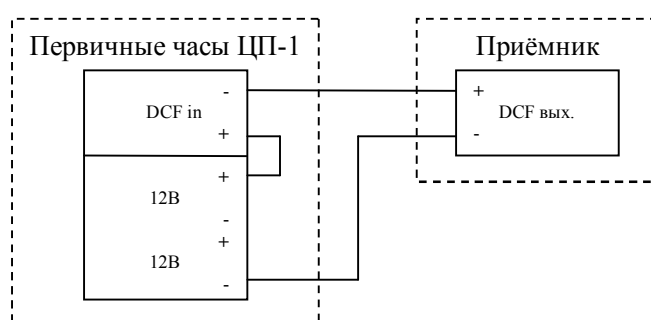 Первичные часы ЦП-1
Приёмник
-
DCF in
+
+
12В
-
+
12В
-
+
DCF вых.
-